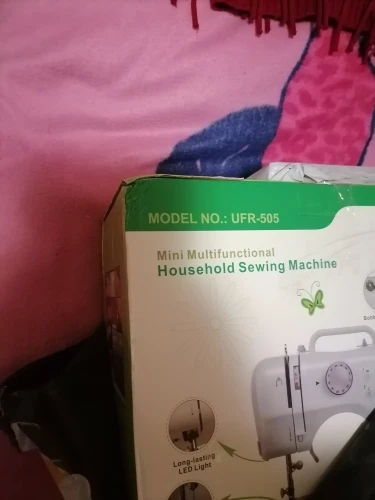 MODEL NO.: UFR-505
Mini Multifunctional
Household Sewing Machine
Long-lasting
LED Light